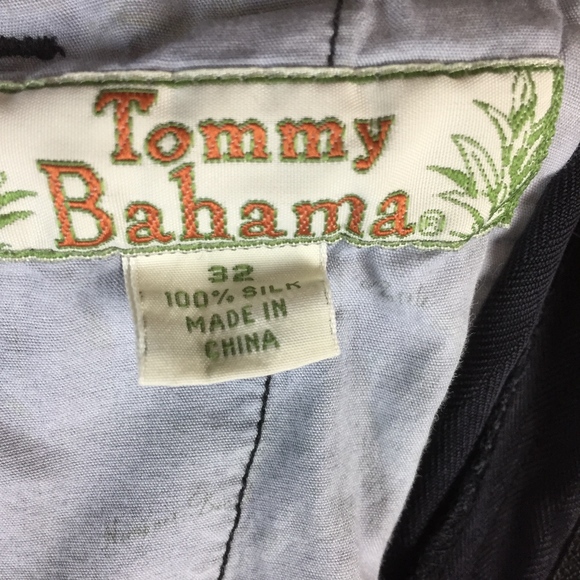 Tommy
Bahama®
32
100% SILK
MADE IN
CHINA